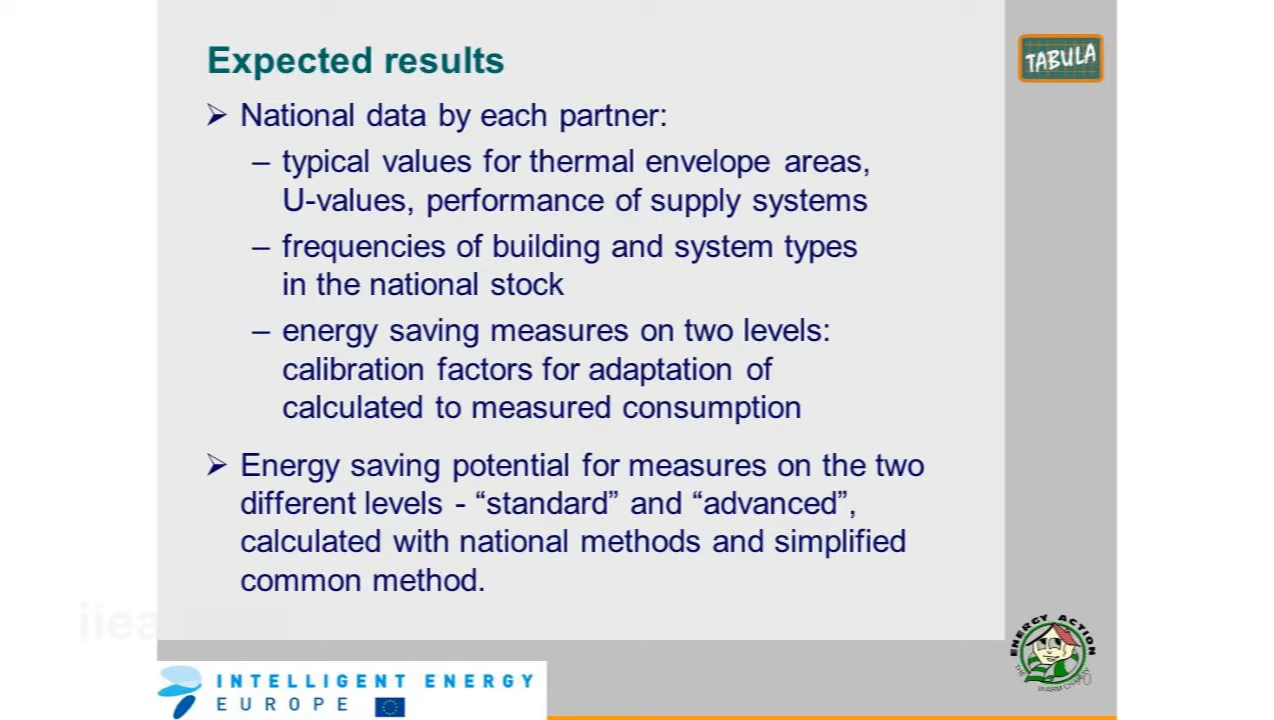 Expected results
TABULA
➢ National data by each partner:
– typical values for thermal envelope areas,
U-values, performance of supply systems
– frequencies of building and system types
in the national stock
– energy saving measures on two levels:
calibration factors for adaptation of
calculated to measured consumption
➢ Energy saving potential for measures on the two
different levels - “standard” and “advanced”,
calculated with national methods and simplified
common method.
iiea
ENERGY ACTION
INTELLIGENT ENERGY
EUROPE